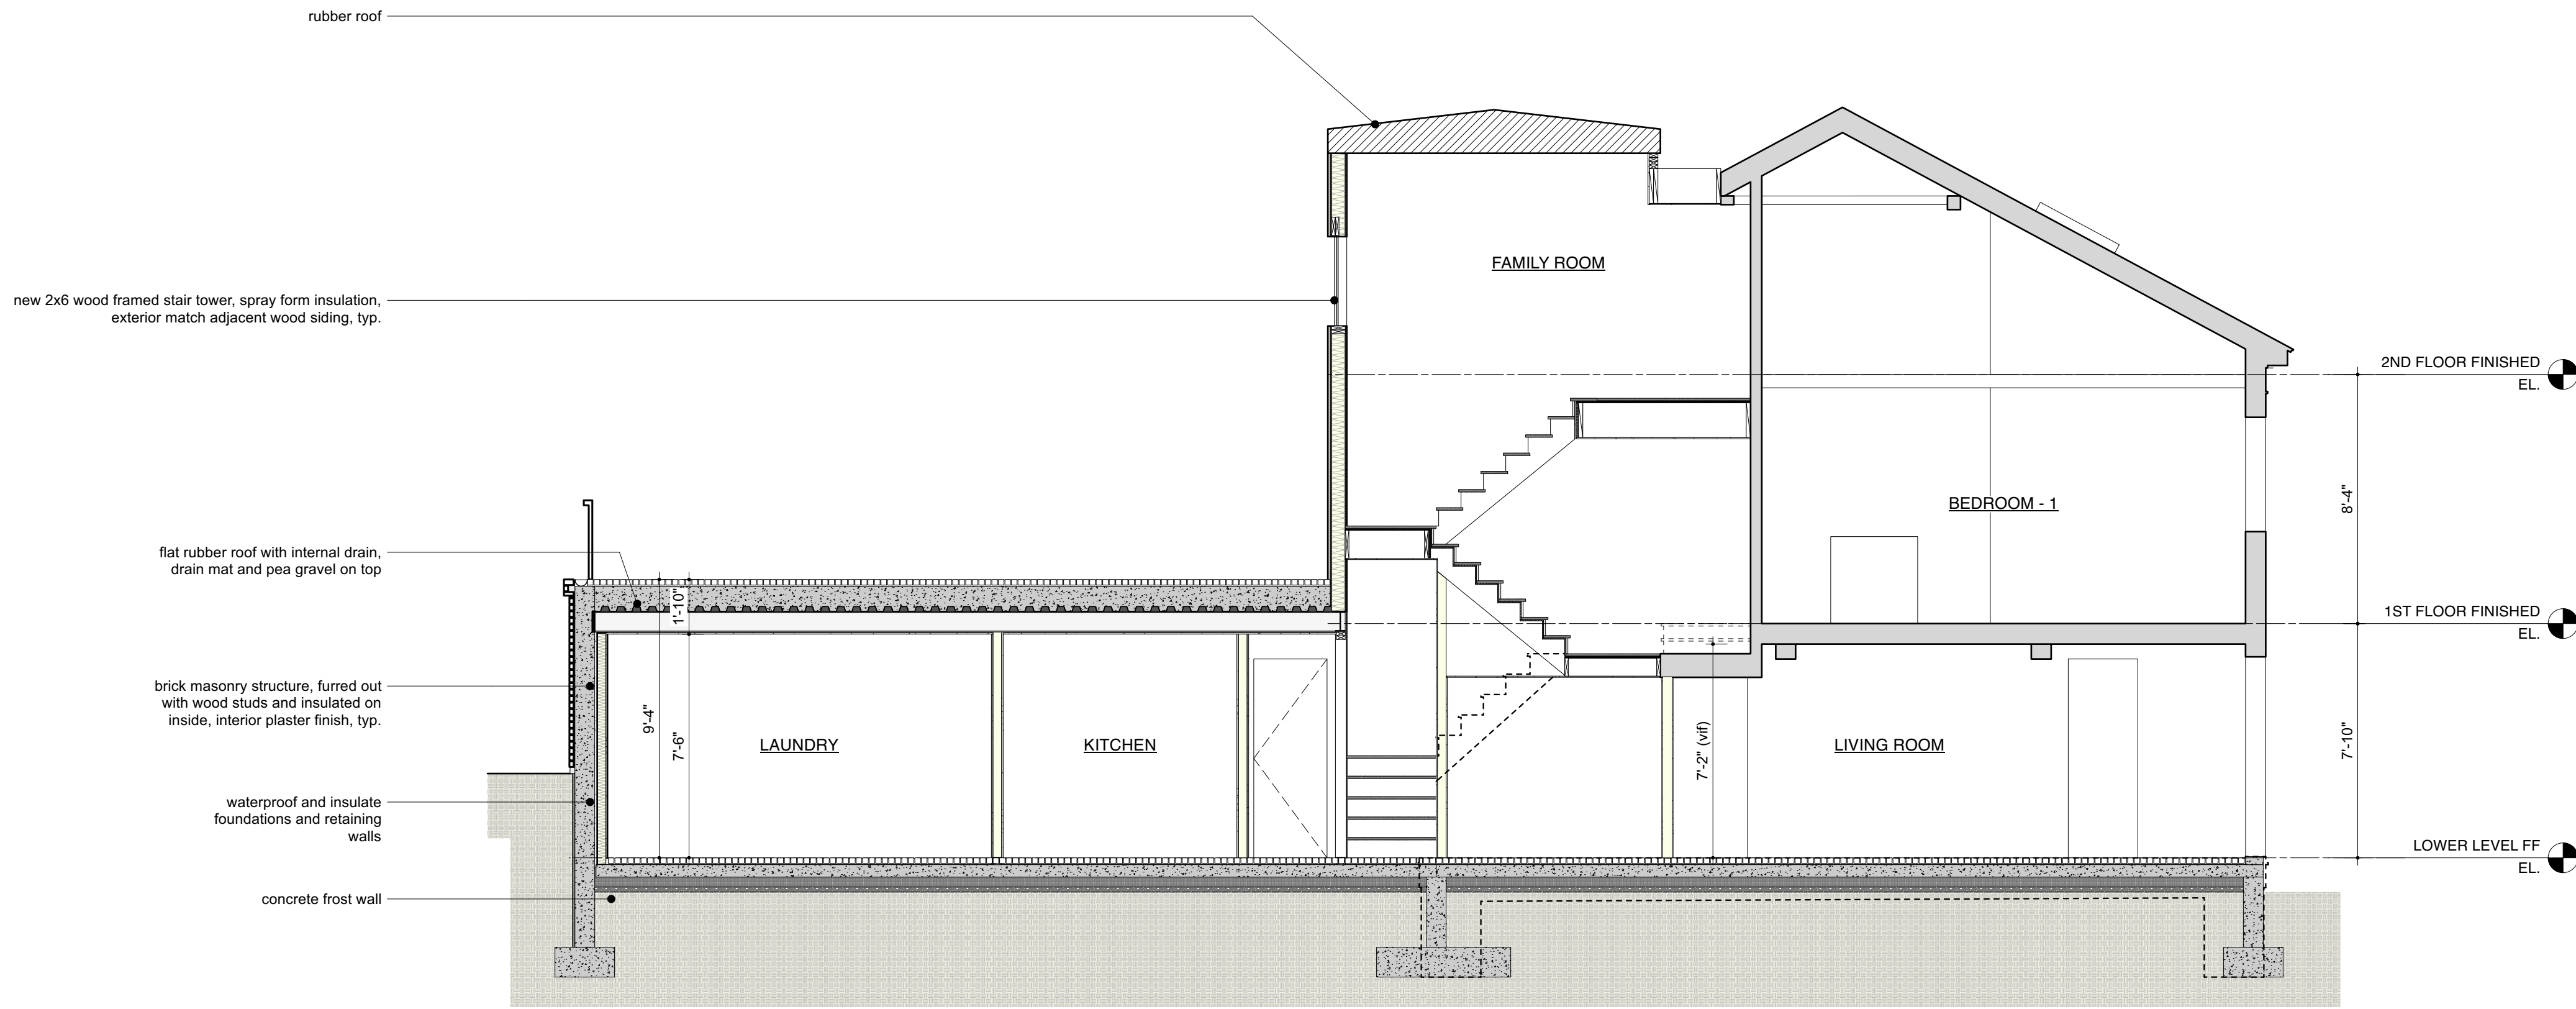 rubber roof
FAMILY ROOM
new 2x6 wood framed stair tower, spray form insulation,
exterior match adjacent wood siding, typ.
2ND FLOOR FINISHED
EL.
BEDROOM - 1
8'-4"
flat rubber roof with internal drain,
drain mat and pea gravel on top
1'-10"
1ST FLOOR FINISHED
EL.
brick masonry structure, furred out
with wood studs and insulated on
inside, interior plaster finish, typ.
9'-4"
7'-6"
LAUNDRY
KITCHEN
7'-2" (vif)
LIVING ROOM
7'-10"
waterproof and insulate
foundations and retaining
walls
LOWER LEVEL FF
EL.
concrete frost wall